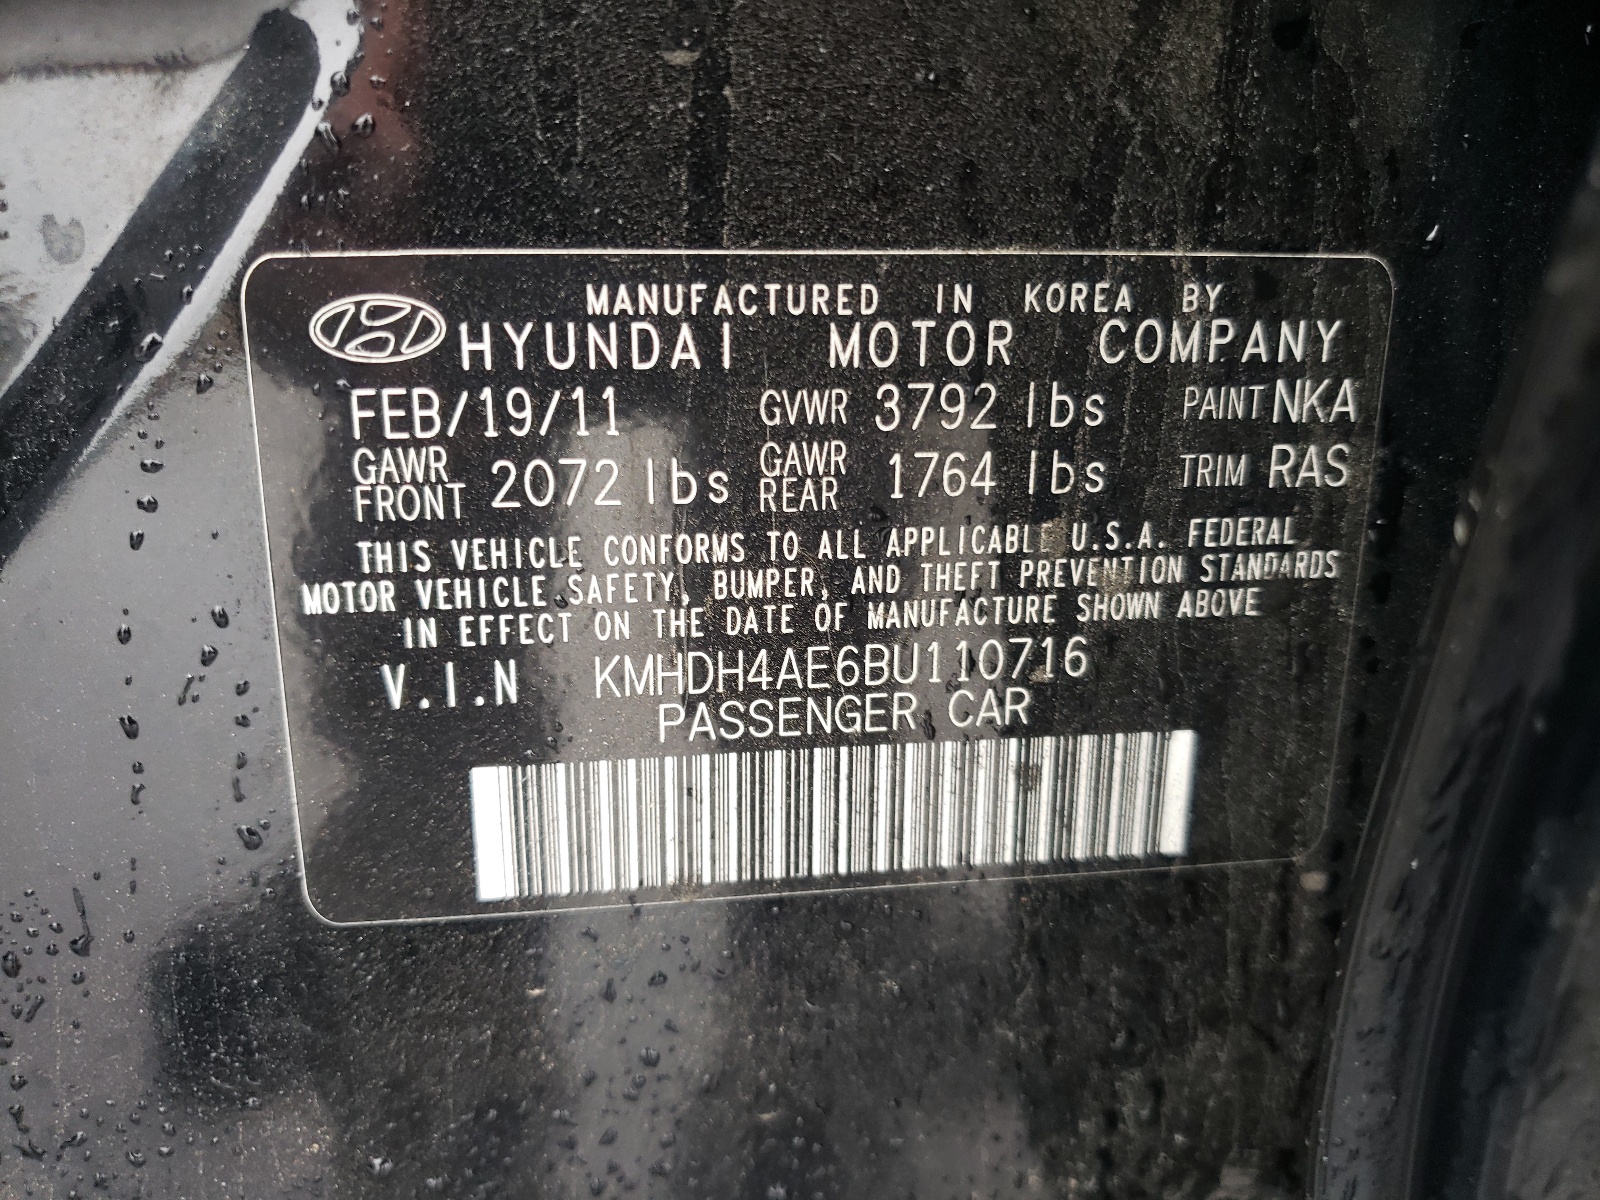 MANUFACTURED IN KOREA BY
HYUNDAI MOTOR COMPANY
FEB/19/11 GVWR 3792 lbs PAINT NKA
GAWR FRONT 2072 lbs GAWR REAR 1764 lbs TRIM RAS
THIS VEHICLE CONFORMS TO ALL APPLICABLE U.S.A. FEDERAL
MOTOR VEHICLE SAFETY, BUMPER, AND THEFT PREVENTION STANDARDS
IN EFFECT ON THE DATE OF MANUFACTURE SHOWN ABOVE
V.I.N KMHDH4AE6BU110716
PASSENGER CAR